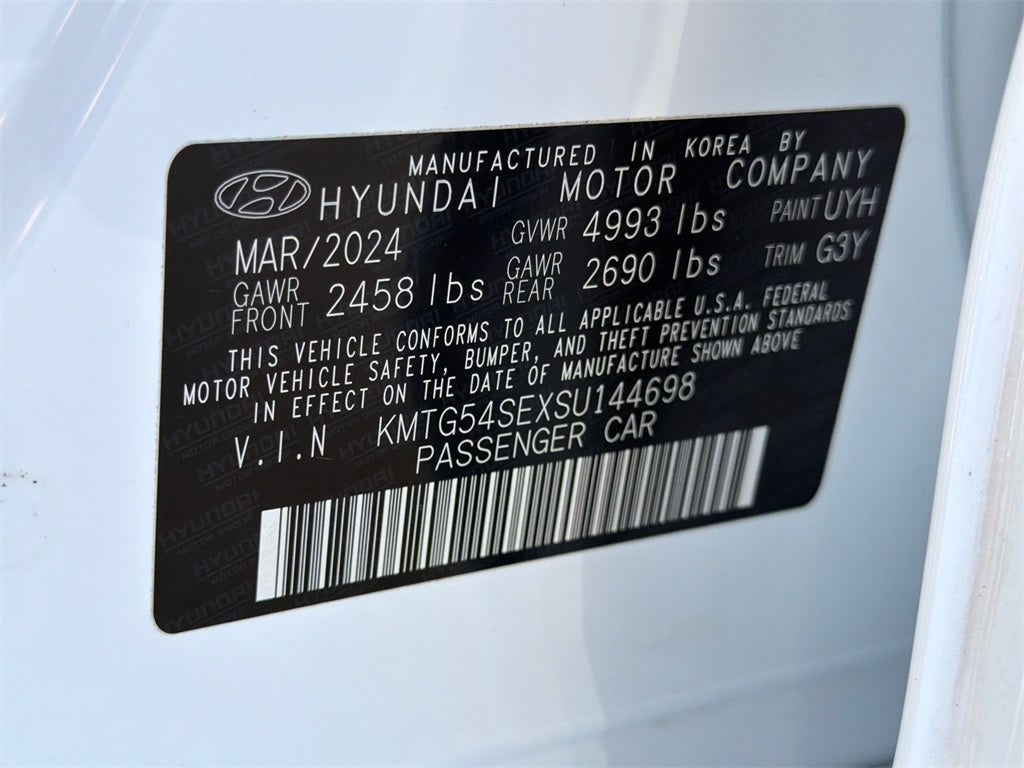 MANUFACTURED IN KOREA BY
HYUNDAI MOTOR COMPANY
MAR/2024 GVWR 4993 lbs PAINT UYH
GAWR FRONT 2458 lbs GAWR REAR 2690 lbs TRIM G3Y
THIS VEHICLE CONFORMS TO ALL APPLICABLE U.S.A. FEDERAL
MOTOR VEHICLE SAFETY, BUMPER, AND THEFT PREVENTION STANDARDS
IN EFFECT ON THE DATE OF MANUFACTURE SHOWN ABOVE
V.I.N KMTG54SEXSU144698
PASSENGER CAR